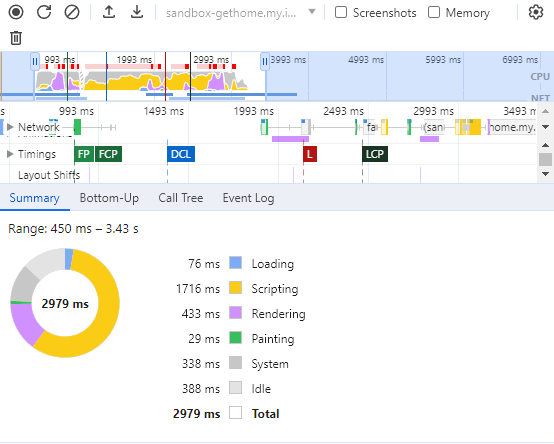 sandbox-gethome.my.i...
Screenshots
Memory
993 ms 1993 ms 2993 ms 3993 ms 4993 ms 5993 ms 6993 ms
CPU
NET
ms 993 ms 1493 ms 1993 ms 2493 ms 2993 ms 3493 m
Network fa (san home.my.
Timings FP FCP DCL L LCP
Layout Shifts
Summary Bottom-Up Call Tree Event Log
Range: 450 ms – 3.43 s
76 ms Loading
1716 ms Scripting
433 ms Rendering
2979 ms
29 ms Painting
338 ms System
388 ms Idle
2979 ms Total